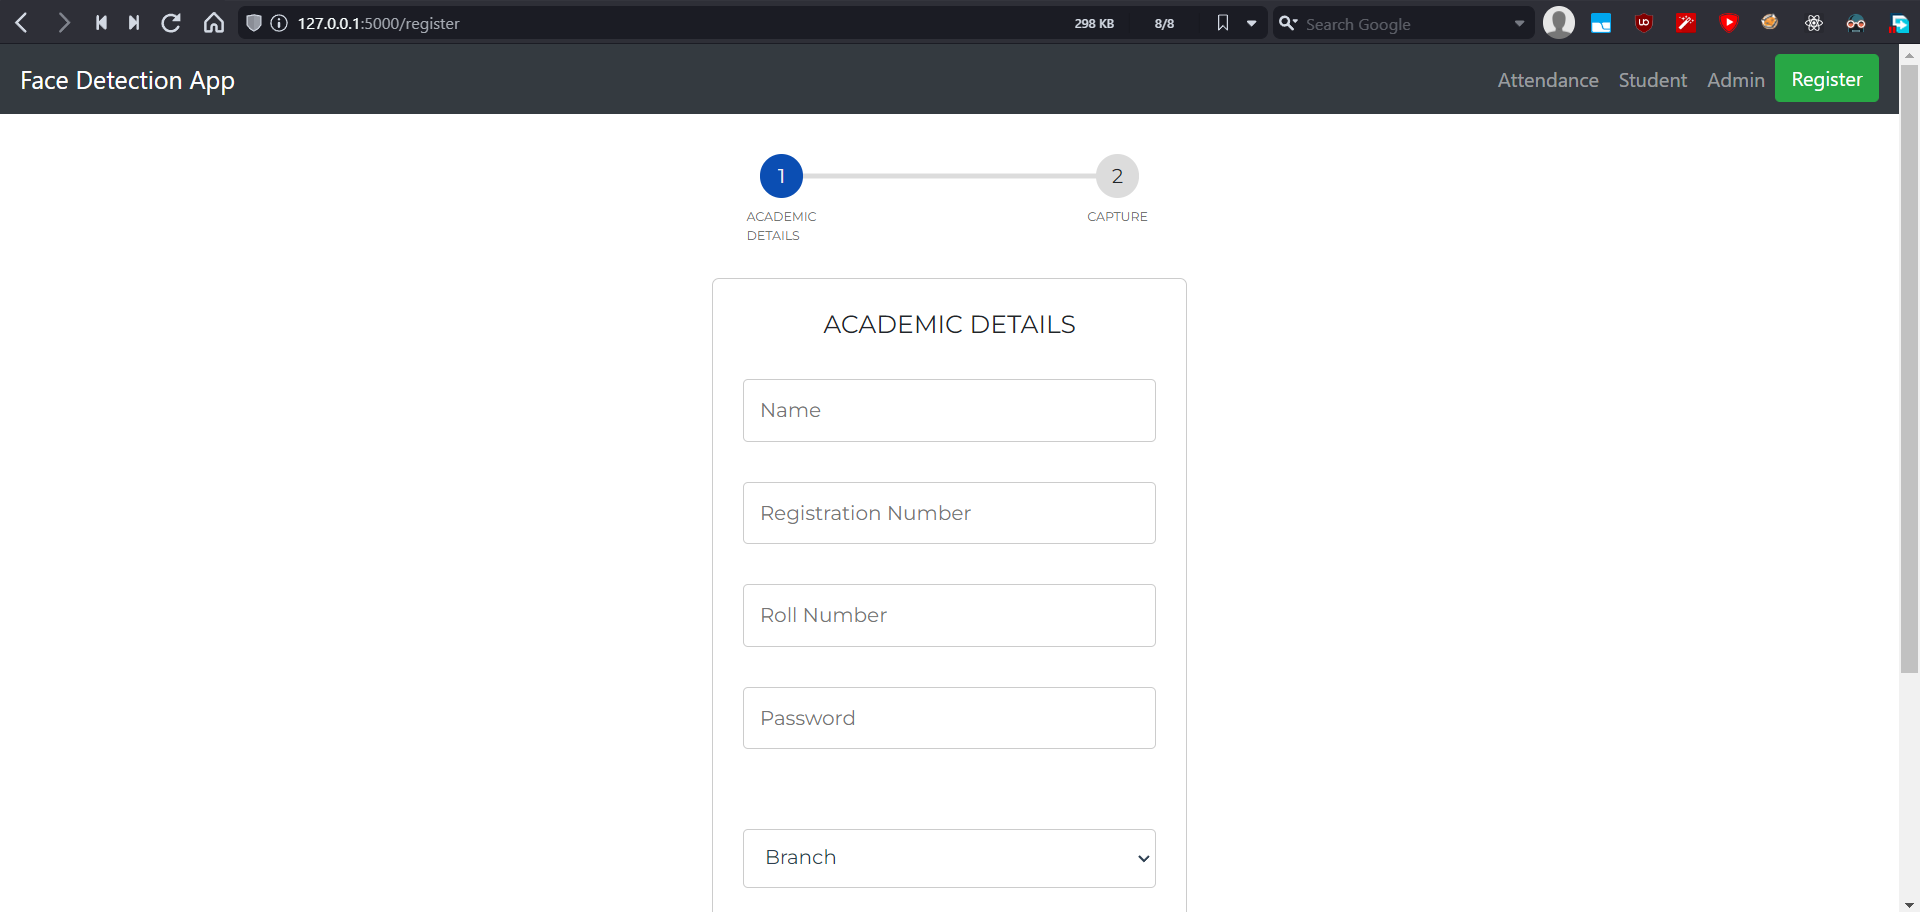 127.0.0.1:5000/register 298 KB 8/8 Search Google
Face Detection App Attendance Student Admin Register
1 2
ACADEMIC CAPTURE
DETAILS
ACADEMIC DETAILS
Name
Registration Number
Roll Number
Password
Branch